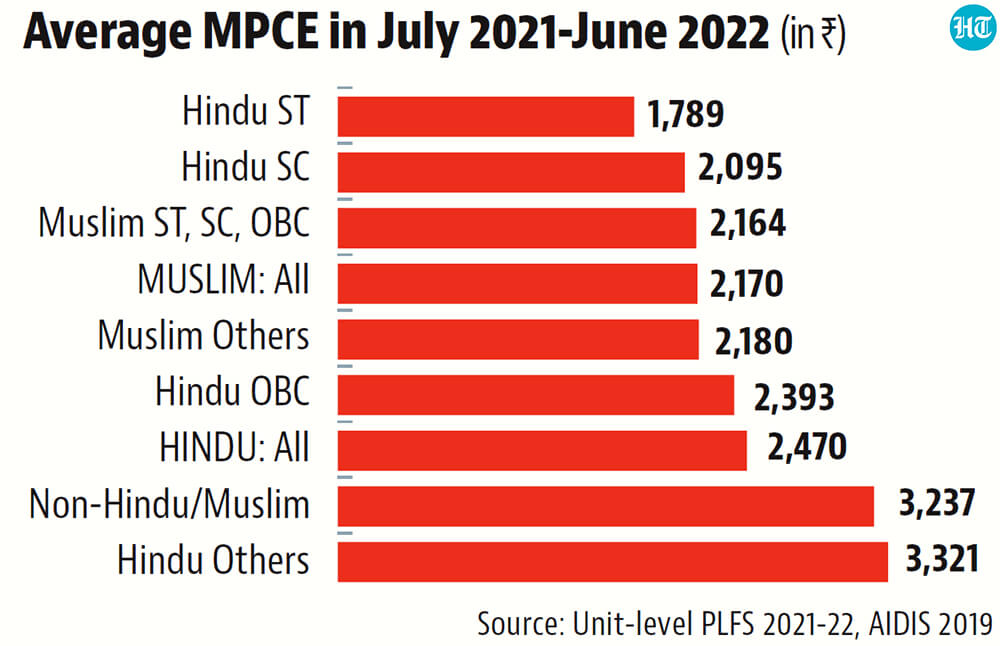 Average MPCE in July 2021-June 2022 (in ₹)
HT
Hindu ST 1,789
Hindu SC 2,095
Muslim ST, SC, OBC 2,164
MUSLIM: All 2,170
Muslim Others 2,180
Hindu OBC 2,393
HINDU: All 2,470
Non-Hindu/Muslim 3,237
Hindu Others 3,321
Source: Unit-level PLFS 2021-22, AIDIS 2019